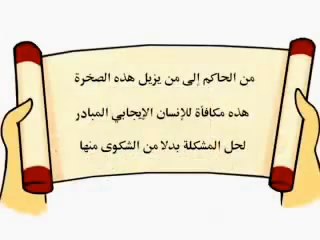 من الحاكم إلى من يزيل هذه الصخرة
هذه مكافأة للإنسان الإيجابي المبادر
لحل المشكلة بدلا من الشكوى منها